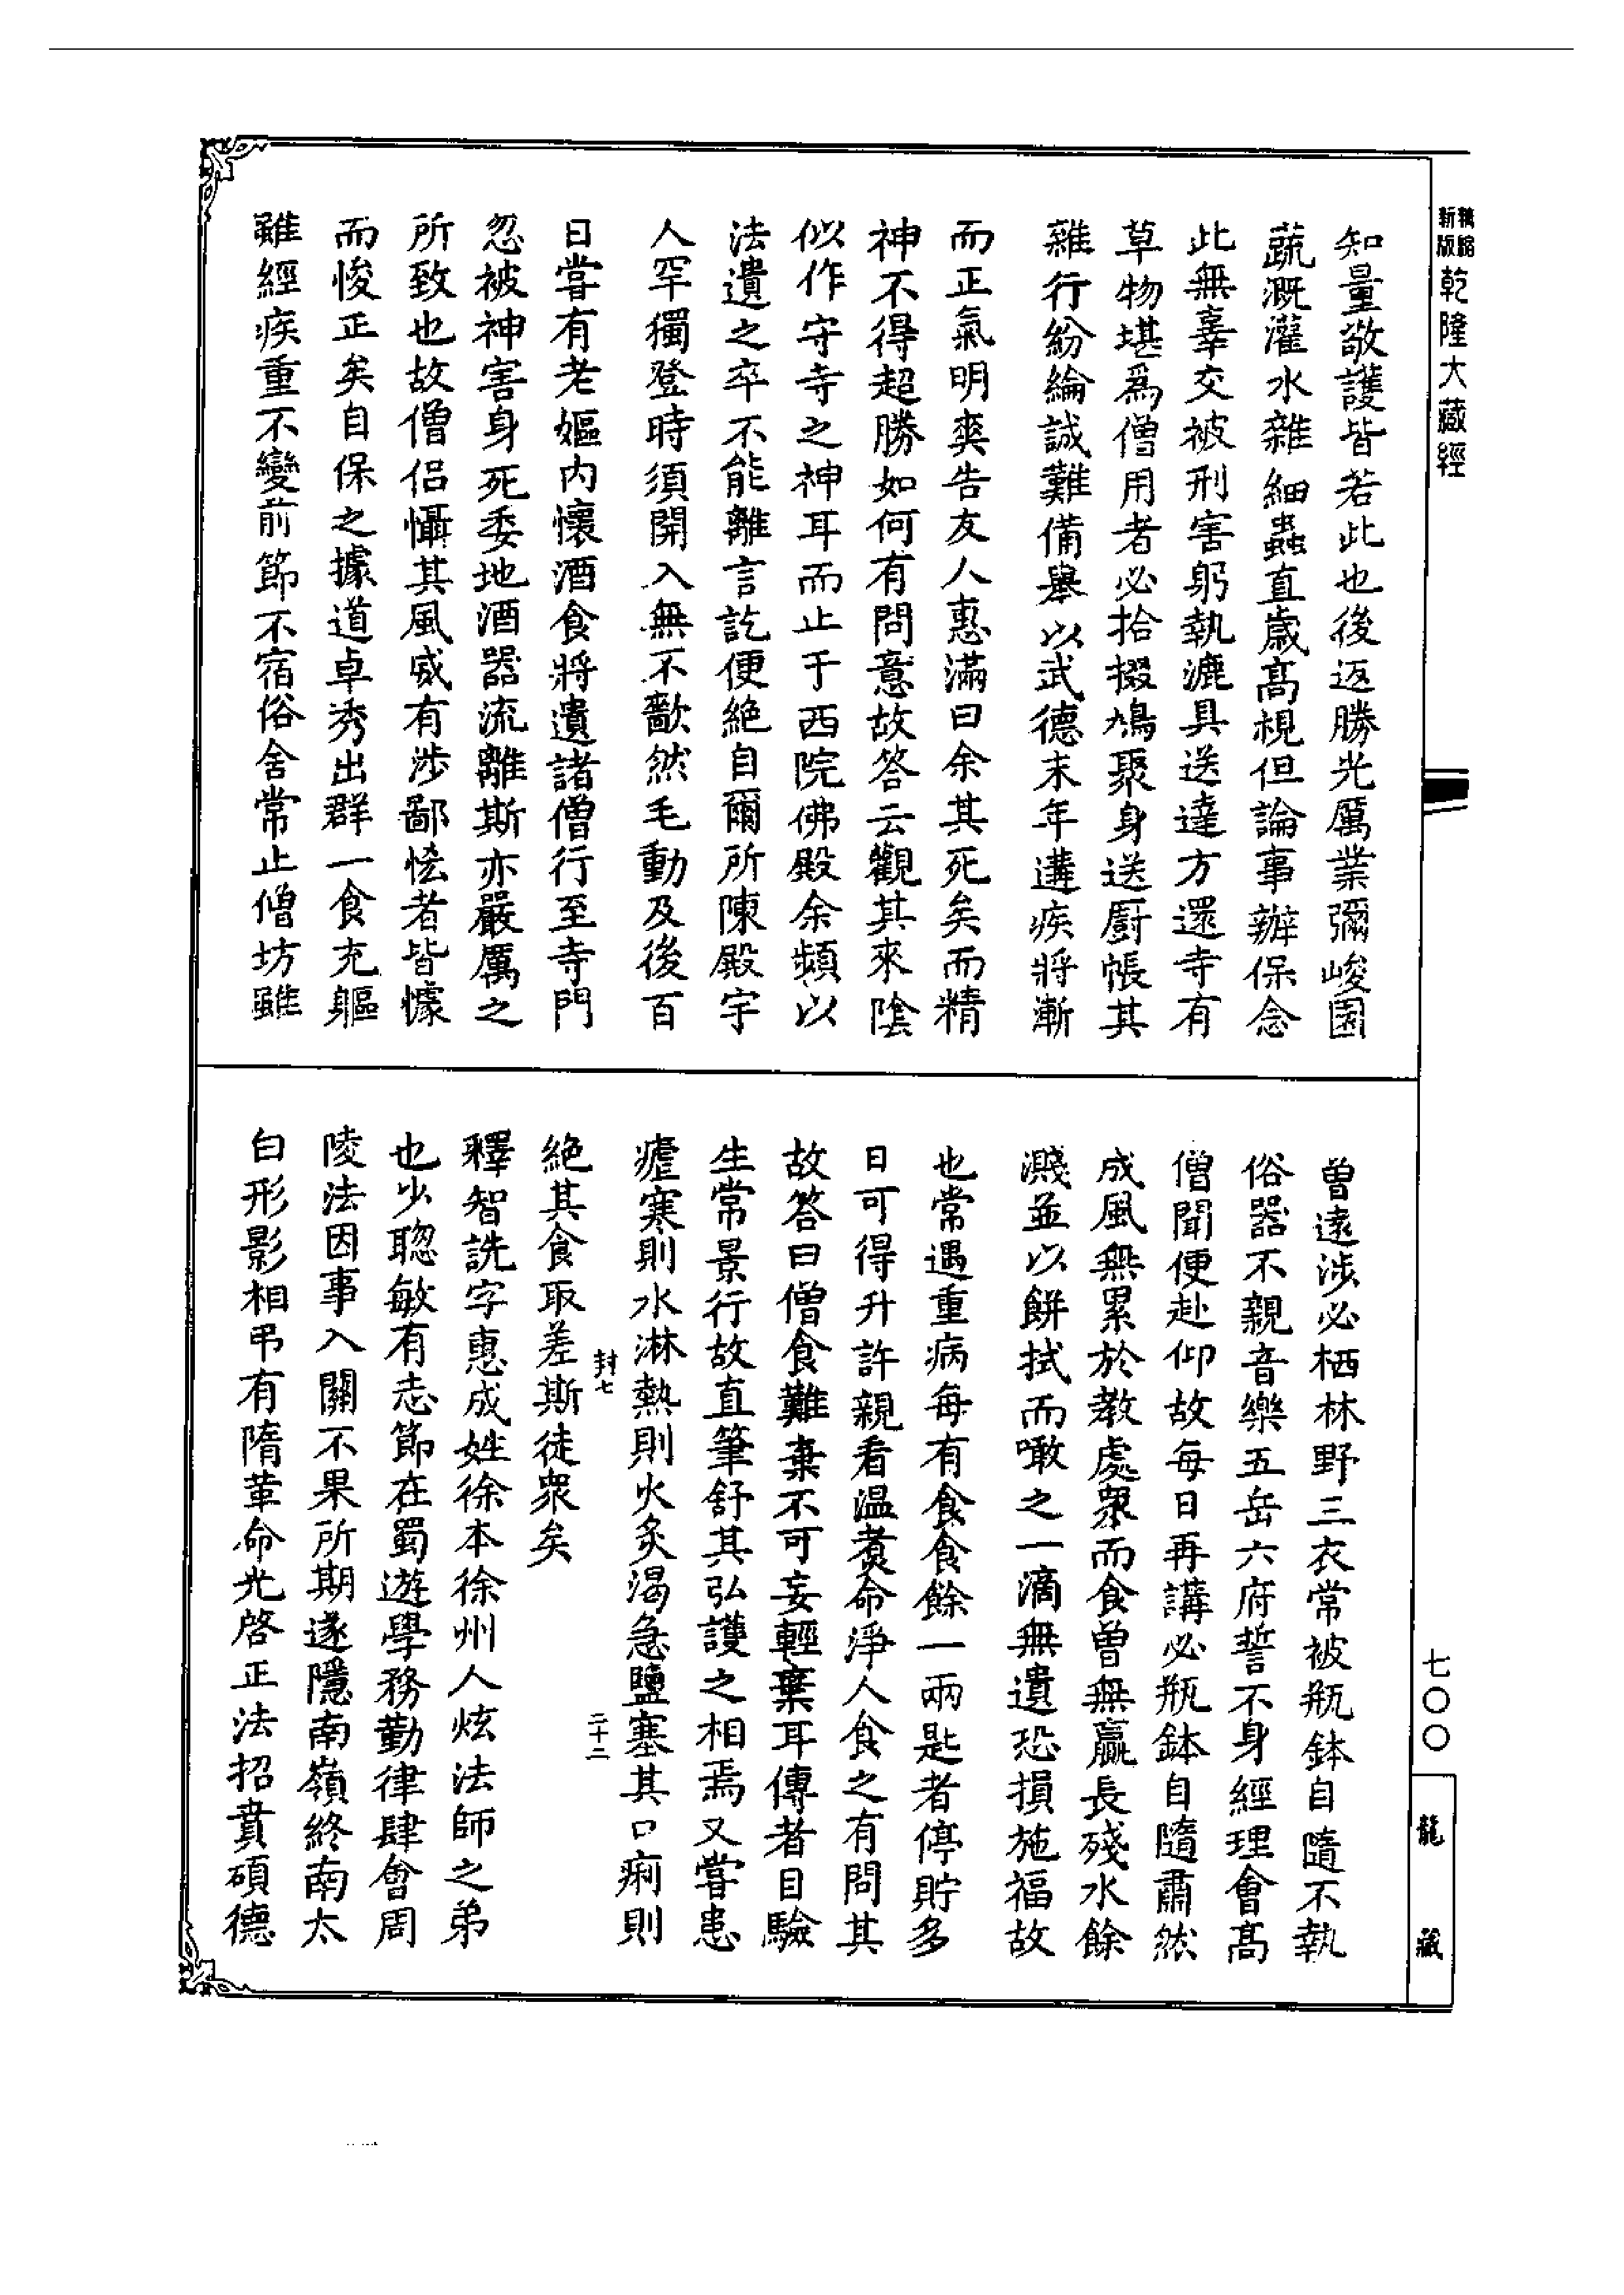 精縮
新版
乾隆大藏經
知量敬護皆若此也後返勝光厲業彌峻園
蔬溉灌水雜細蟲直歲高視但論事辦保念
此無辜交被刑害躬執漉具送達方還寺有
草物堪爲僧用者必拾掇鳩聚身送廚帳其
雜行紛綸誠難備舉以武德末年遘疾將漸
而正氣明爽告友人惠滿曰余其死矣而精
神不得超勝如何有問意故答云觀其來陰
似作守寺之神耳而止于西院佛殿余頻以
法遺之卒不能離言訖便絕自爾所陳殿宇
人罕獨登時須開入無不歠然毛動及後百
日嘗有老嫗內懷酒食將遺諸僧行至寺門
忽被神害身死委地酒器流離斯亦嚴厲之
所致也故僧侶懾其風威有涉鄙恡者皆懅
而悛正矣自保之據道卓秀出群一食充軀
雖經疾重不變前節不宿俗舍常止僧坊雖
曾遠涉必栖林野三衣常被瓶鉢自隨不執
俗器不親音樂五岳六府誓不身經理會高
僧聞便赴仰故每日再講必瓶鉢自隨肅然
成風無累於教處眾而食曾無贏長殘水餘
濺並以餅拭而噉之一滴無遺恐損施福故
也常遇重病每有食食餘一兩匙者停貯多
日可得升許親看温煑命淨人食之有問其
故答曰僧食難棄不可妄輕棄耳傳者目驗
生常景行故直筆舒其弘護之相焉又嘗患
瘧寒則水淋熱則火炙渴急鹽塞其口痢則
封七
二十二
絕其食取差斯徒眾矣
釋智詵字惠成姓徐本徐州人炫法師之弟
也少聰敏有志節在蜀遊學務勤律肆會周
陵法因事入關不果所期遂隱南嶺終南太
白形影相弔有隋革命光啓正法招賁碩德
七〇〇
龍藏